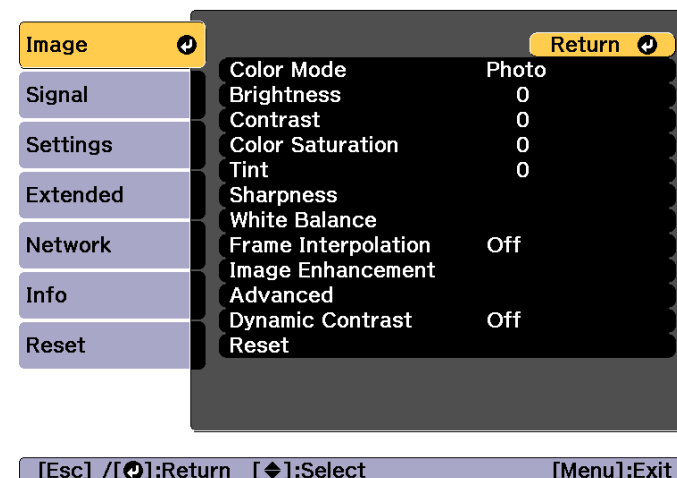 Image
Signal
Settings
Extended
Network
Info
Reset
Return
Color Mode Photo
Brightness 0
Contrast 0
Color Saturation 0
Tint 0
Sharpness
White Balance
Frame Interpolation Off
Image Enhancement
Advanced
Dynamic Contrast Off
Reset
[Esc] /[⏎]:Return [◆]:Select [Menu]:Exit